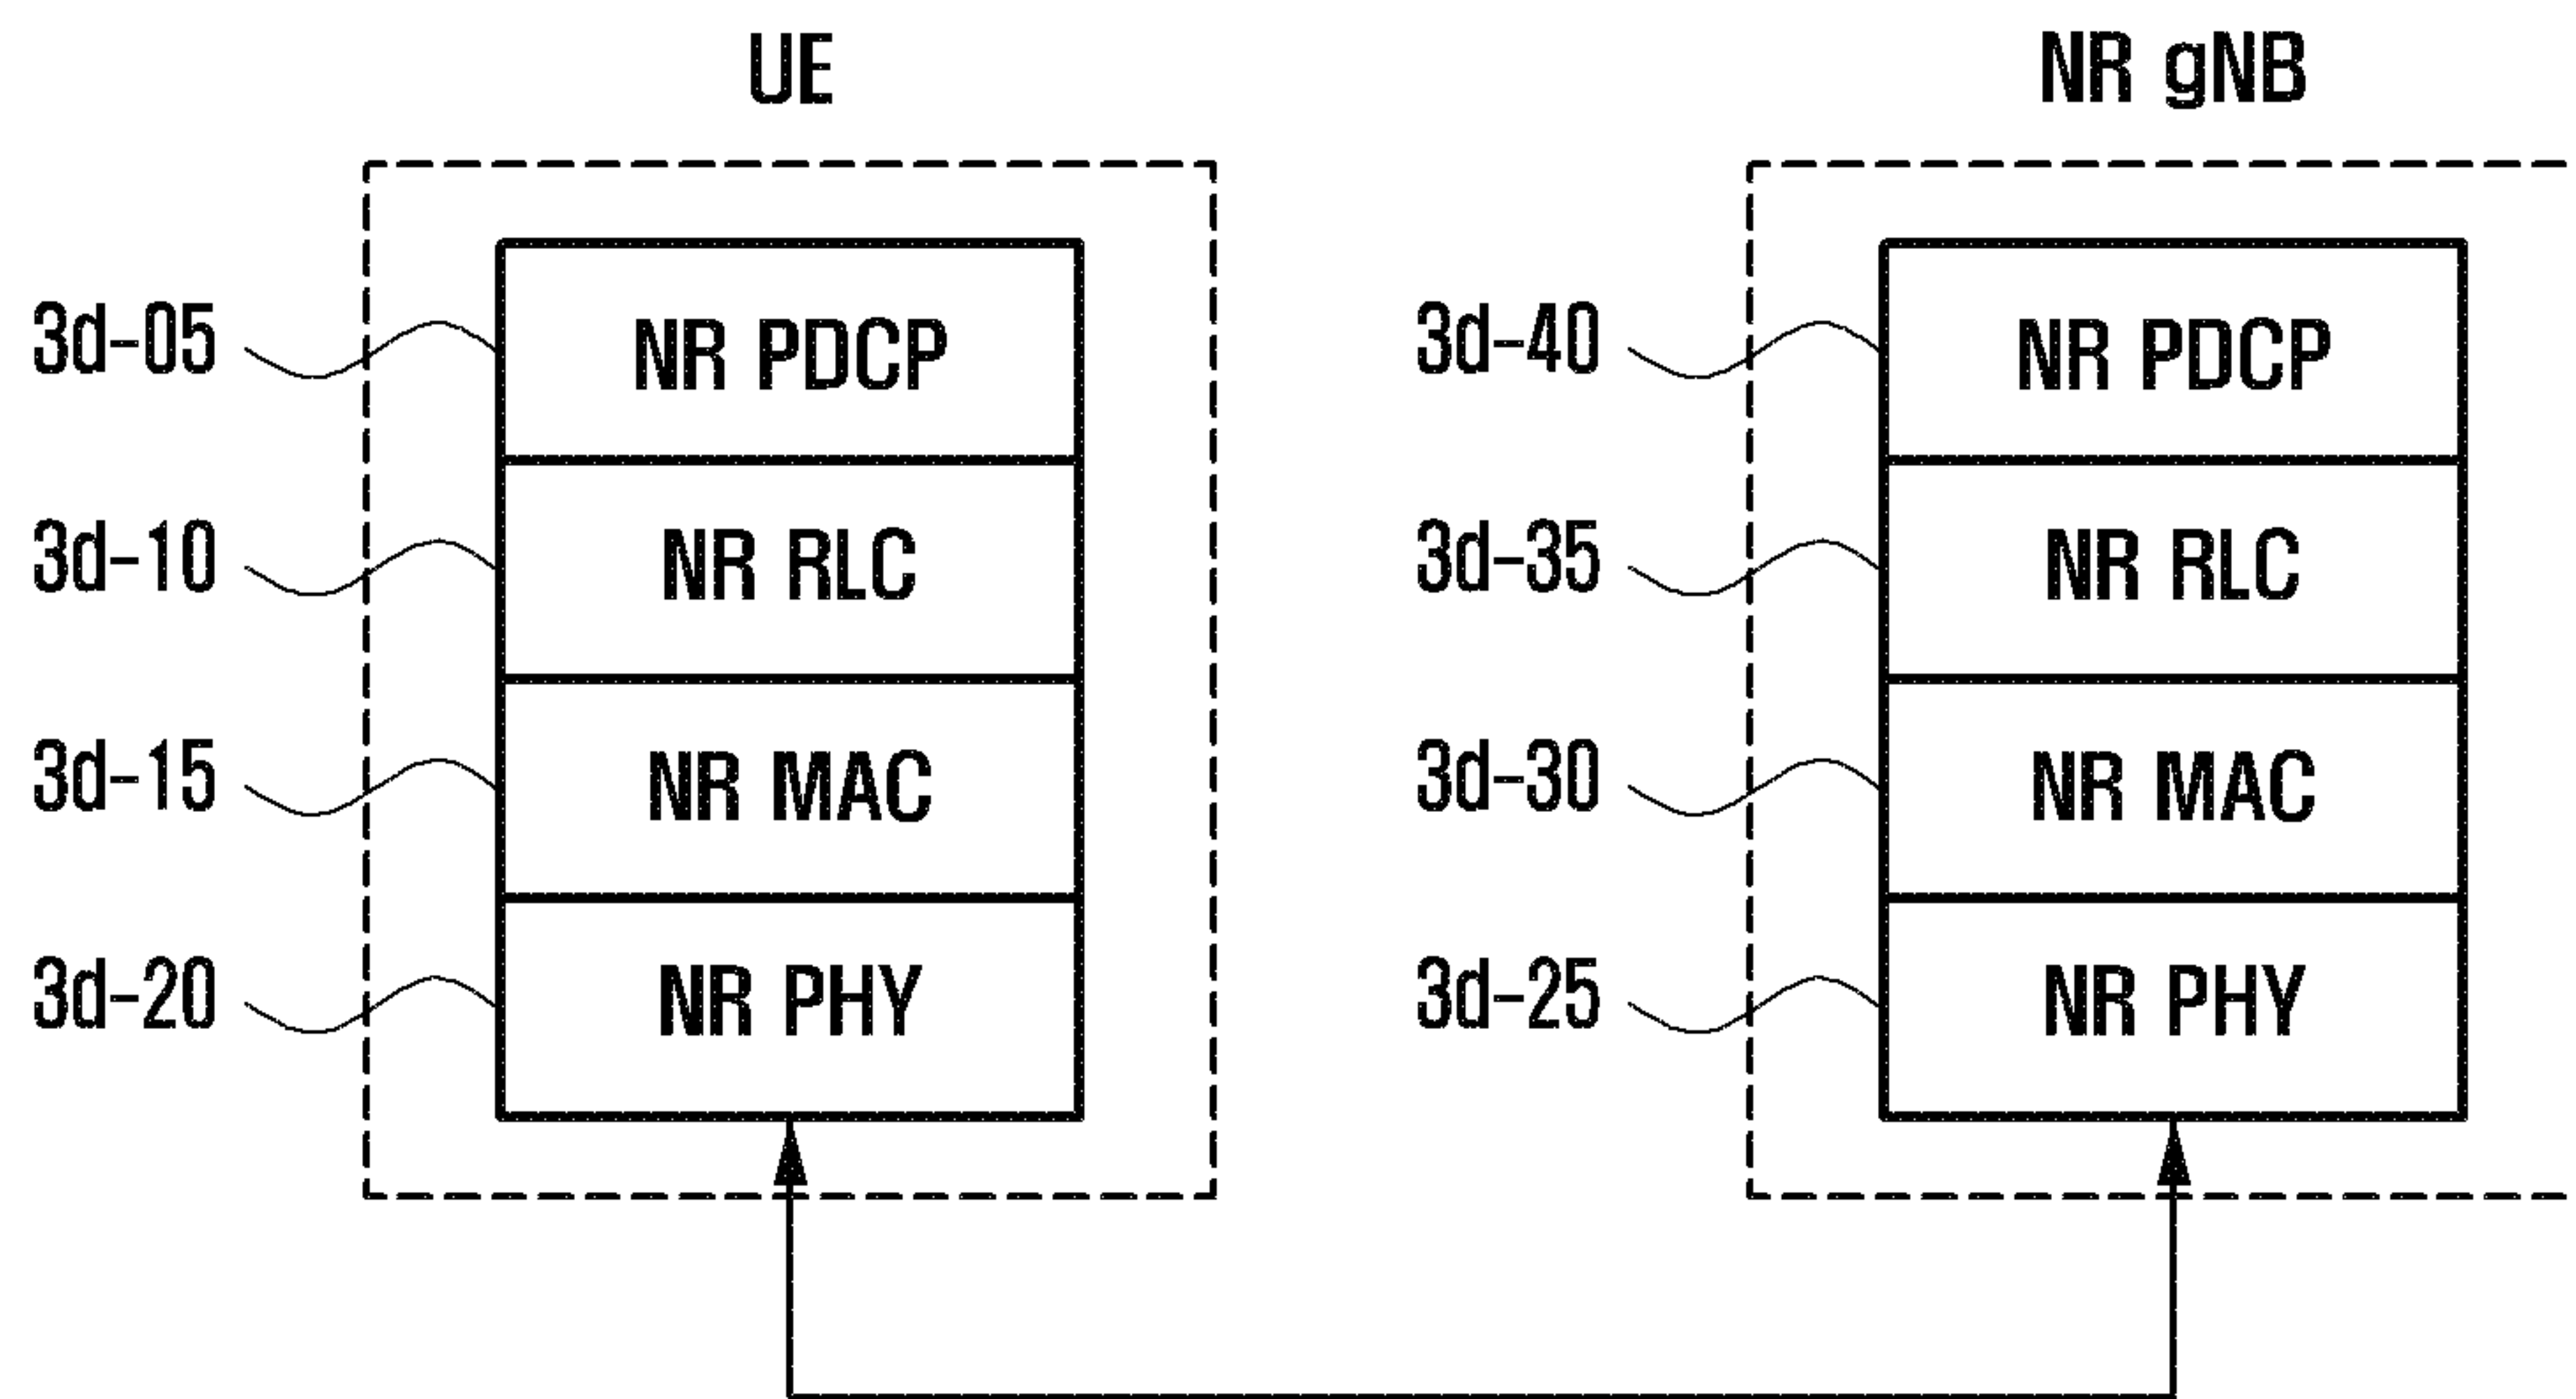 UE
NR gNB
3d-05
NR PDCP
3d-40
NR PDCP
3d-10
NR RLC
3d-35
NR RLC
3d-15
NR MAC
3d-30
NR MAC
3d-20
NR PHY
3d-25
NR PHY